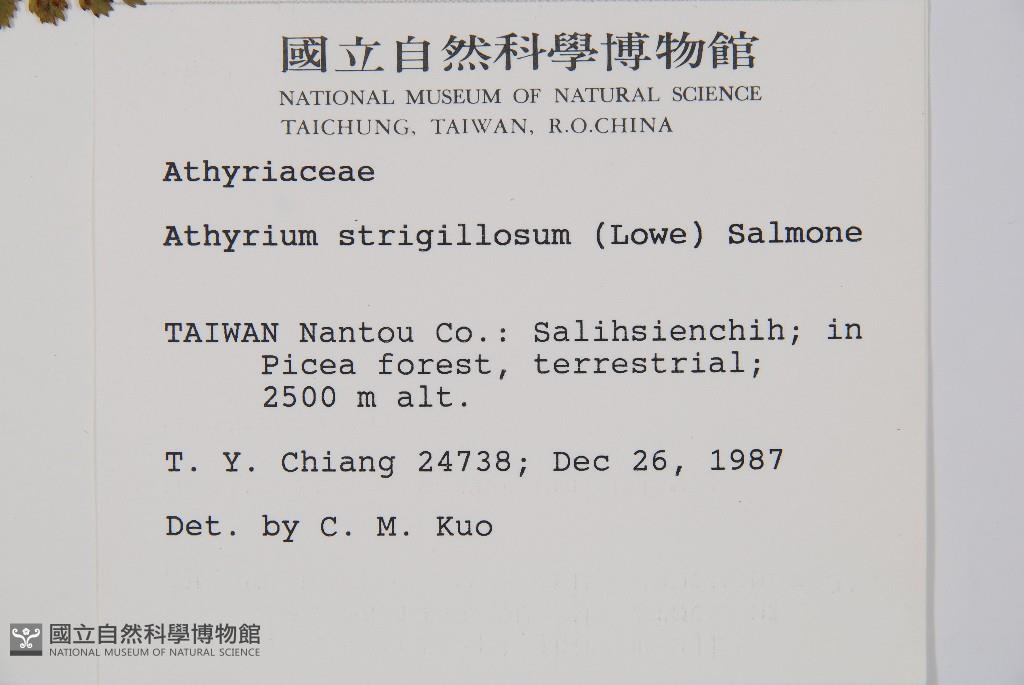 國立自然科學博物館
NATIONAL MUSEUM OF NATURAL SCIENCE
TAICHUNG, TAIWAN, R.O.CHINA
Athyriaceae
Athyrium strigillosum (Lowe) Salmone
TAIWAN Nantou Co.: Salihsienchih; in
Picea forest, terrestrial;
2500 m alt.
T. Y. Chiang 24738; Dec 26, 1987
Det. by C. M. Kuo
國立自然科學博物館
NATIONAL MUSEUM OF NATURAL SCIENCE